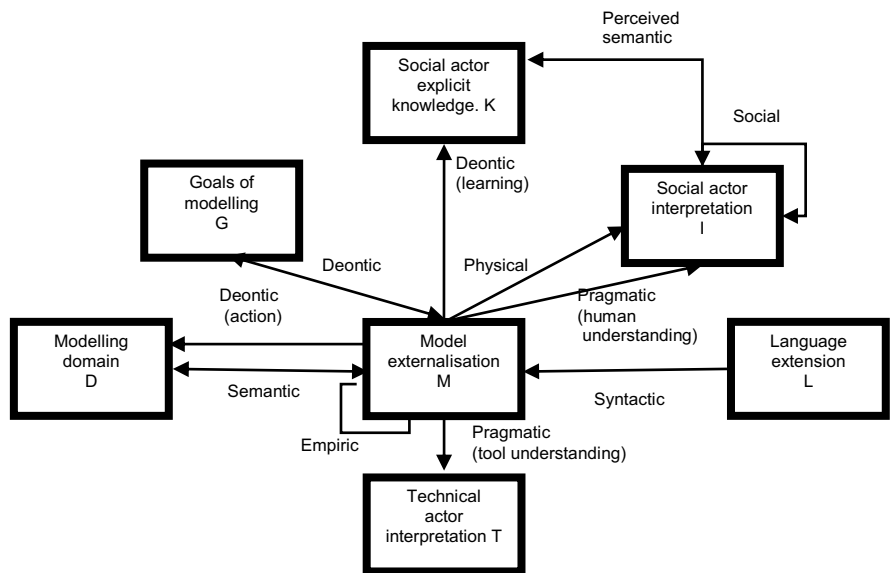 Perceived
semantic
Social actor
explicit
knowledge. K
Social
Deontic
(learning)
Goals of
modelling
G
Social actor
interpretation
I
Deontic
Physical
Deontic
(action)
Pragmatic
(human
understanding)
Modelling
domain
D
Model
externalisation
M
Language
extension
L
Semantic
Syntactic
Empiric
Pragmatic
(tool understanding)
Technical
actor
interpretation T